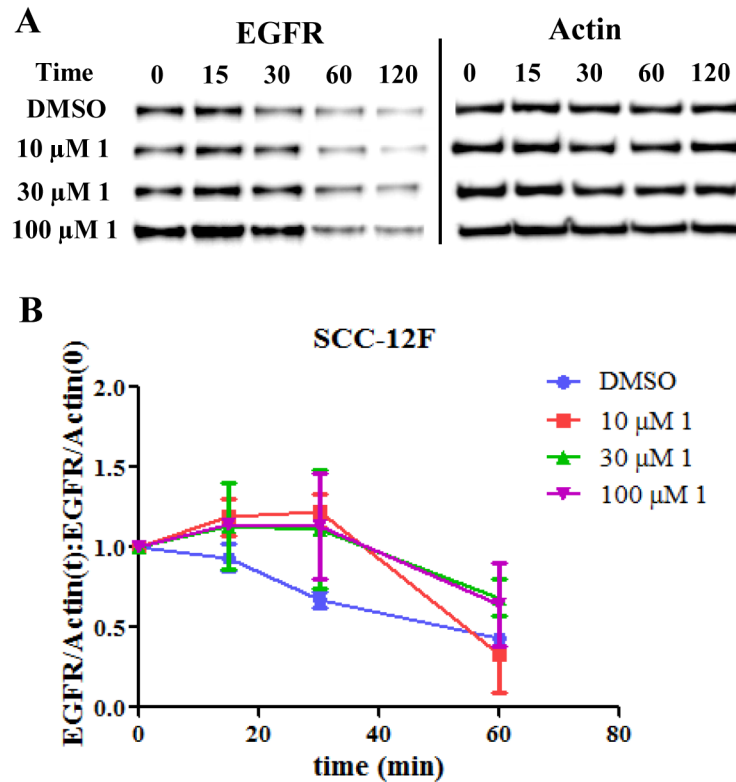 A
EGFR Actin
Time 0 15 30 60 120 0 15 30 60 120
DMSO
10 µM 1
30 µM 1
100 µM 1
B
SCC-12F
EGFR/Actin(t):EGFR/Actin(0)
2.0
1.5
1.0
0.5
0.0
0 20 40 60 80
time (min)
DMSO
10 µM 1
30 µM 1
100 µM 1